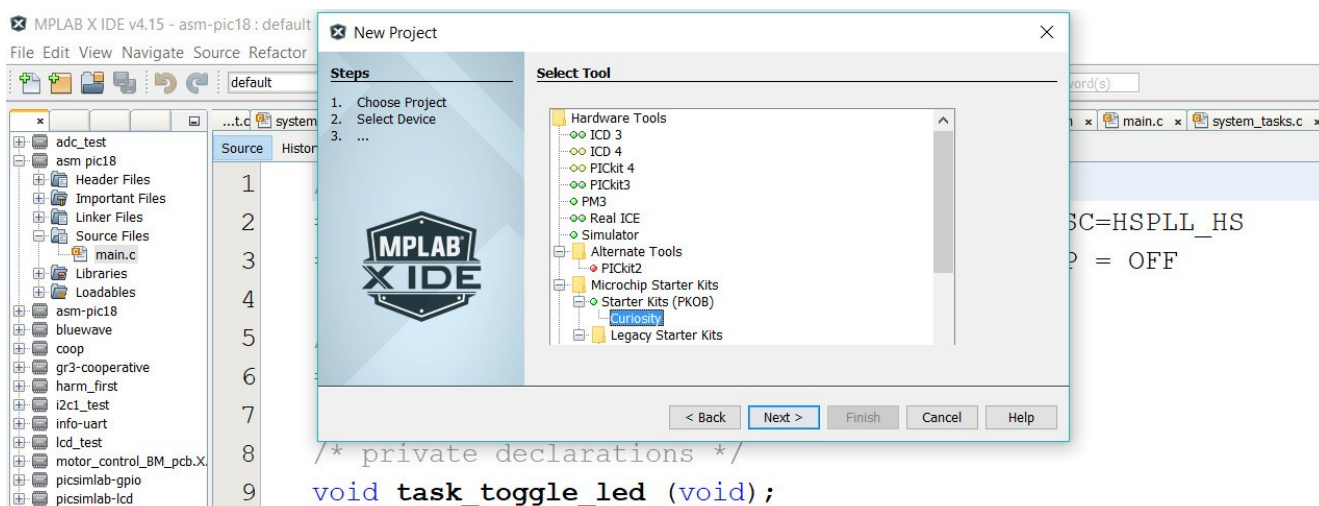 MPLAB X IDE v4.15 - asm-pic18 : default
File Edit View Navigate Source Refactor
default
...t.c system
main.c system_tasks.c
Source Histor
adc_test
asm pic18
Header Files
Important Files
Linker Files
Source Files
main.c
Libraries
Loadables
asm-pic18
bluewave
coop
gr3-cooperative
harm_first
i2c1_test
info-uart
lcd_test
motor_control_BM_pcb.X.
picsimlab-gpio
picsimlab-lcd
New Project
Steps
1. Choose Project
2. Select Device
3. ...
MPLAB
X IDE
Select Tool
Hardware Tools
ICD 3
ICD 4
PICkit 4
PICkit3
PM3
Real ICE
Simulator
Alternate Tools
PICkit2
Microchip Starter Kits
Starter Kits (PKOB)
Curiosity
Legacy Starter Kits
< Back Next > Finish Cancel Help
1
2 SC=HSPLL_HS
3 = OFF
4
5
6
7
8 /* private declarations */
9 void task_toggle_led (void);